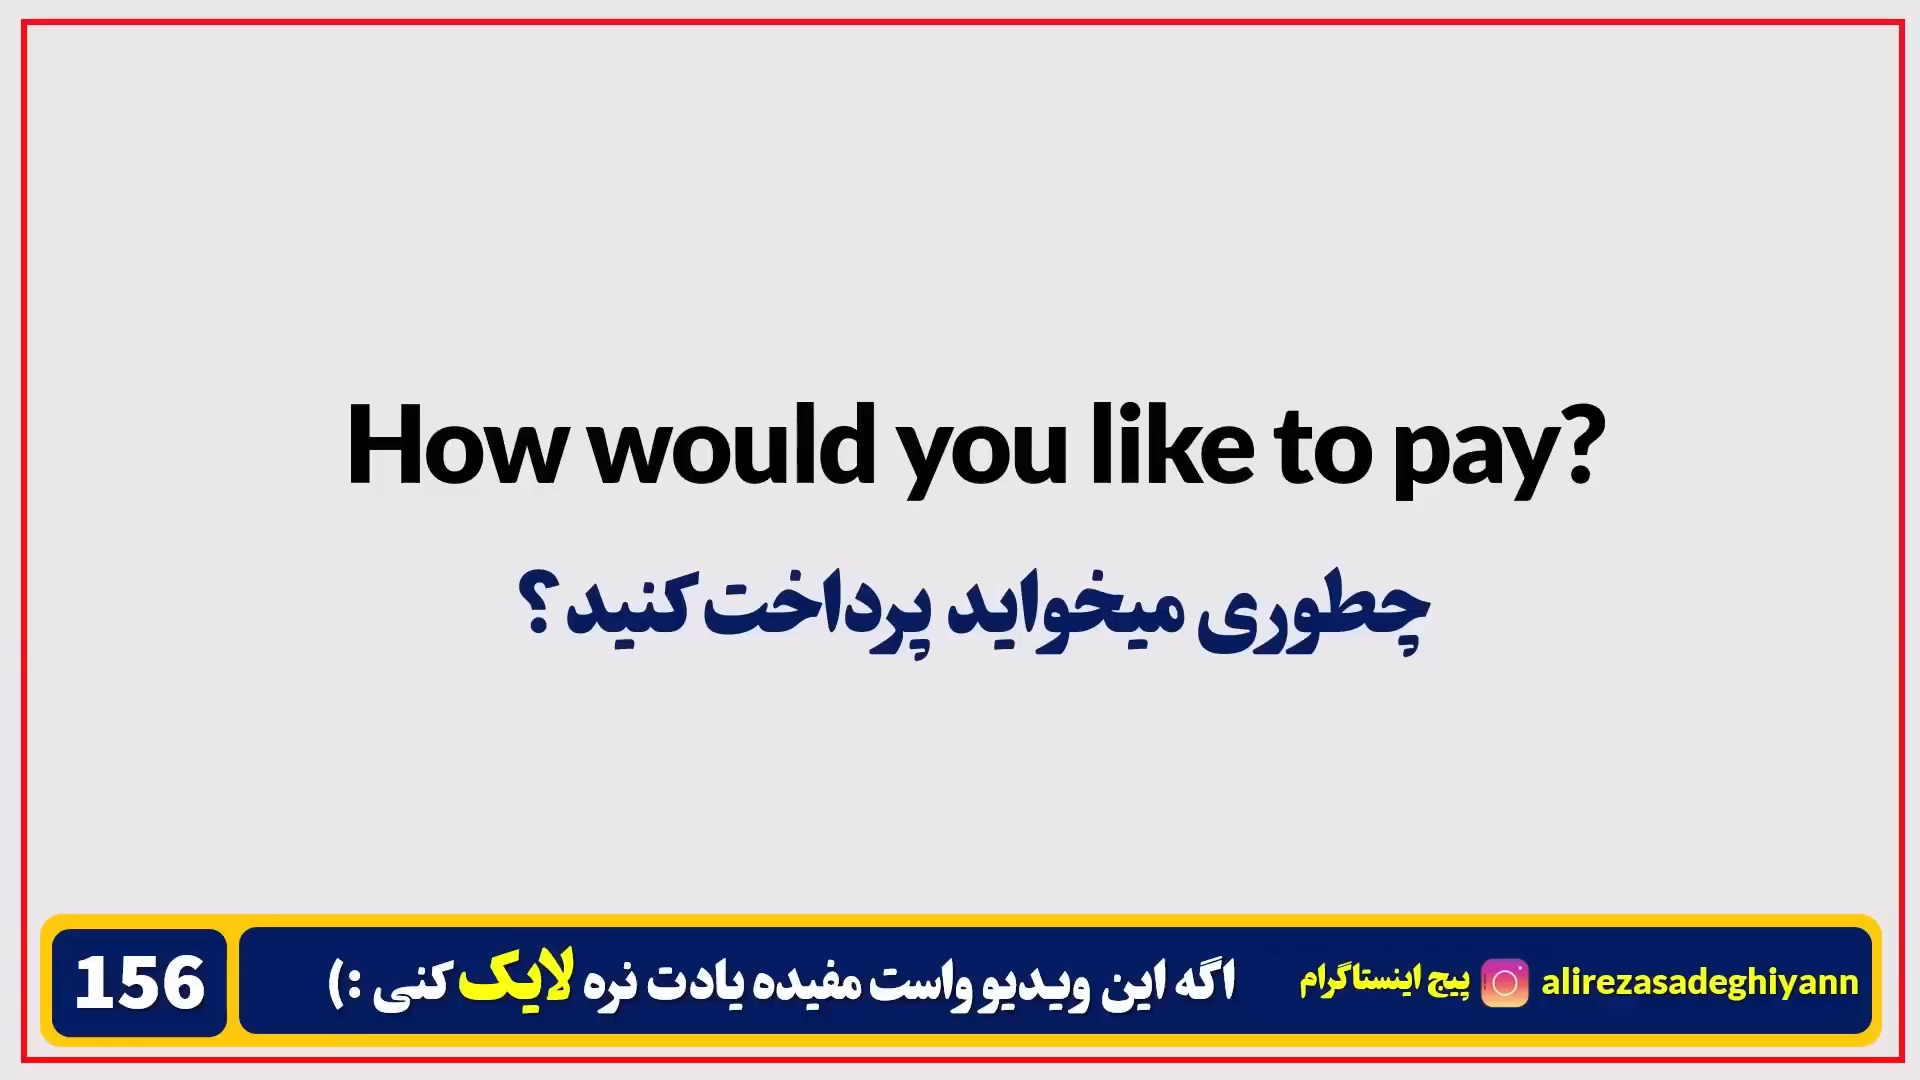 How would you like to pay?
چطوری میخواید پرداخت کنید ؟
156
اگه این ویدیو واست مفیده یادت نره لایک کنی :)
پیج اینستاگرام
alirezasadeghiyann